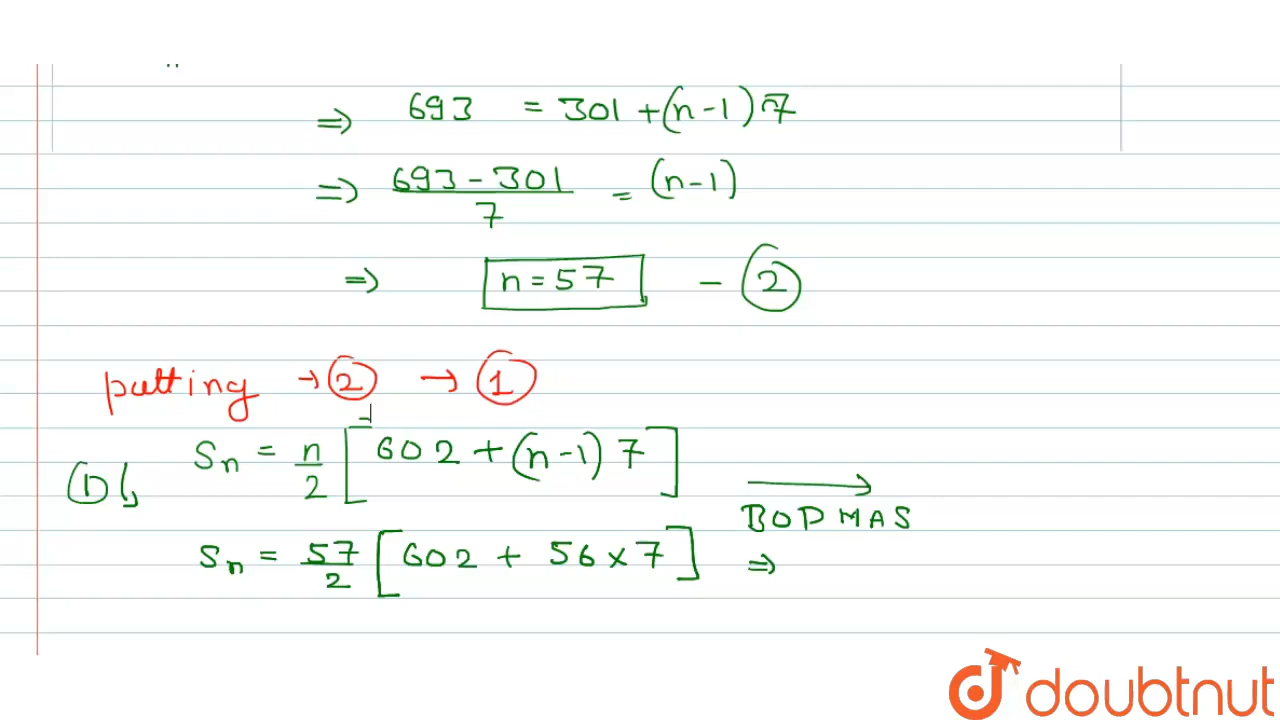 ⇒ 693 = 301 + (n-1) 7
⇒ 693 - 301 / 7 = (n-1)
⇒ n = 57 - 2
putting → 2 → 1
1 ↳ Sn = n/2 [602 + (n-1) 7]
BODMAS
Sn = 57/2 [602 + 56 × 7] ⇒
doubtnut